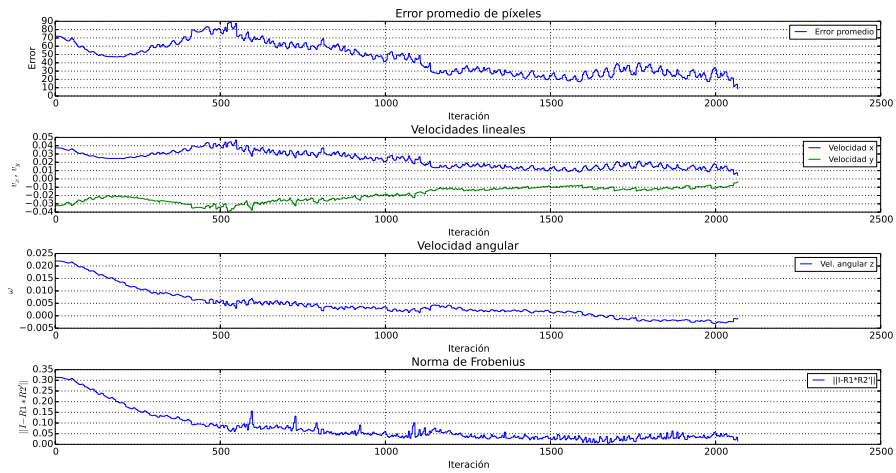 Error promedio de píxeles
Error
90
80
70
60
50
40
30
20
10
0
0 500 1000 1500 2000 2500
Iteración
Error promedio
Velocidades lineales
v_x, v_y
0.05
0.04
0.03
0.02
0.01
0.00
−0.01
−0.02
−0.03
−0.04
0 500 1000 1500 2000 2500
Iteración
Velocidad x
Velocidad y
Velocidad angular
ω
0.025
0.020
0.015
0.010
0.005
0.000
−0.005
0 500 1000 1500 2000 2500
Iteración
Vel. angular z
Norma de Frobenius
||I−R1∗R2'||
0.35
0.30
0.25
0.20
0.15
0.10
0.05
0.00
0 500 1000 1500 2000 2500
Iteración
||I-R1*R2'||